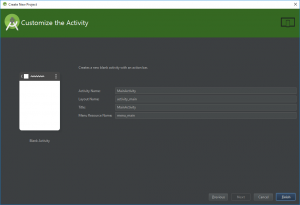 Create New Project
Customize the Activity
Creates a new blank activity with an action bar.
Activity Name: MainActivity
Layout Name: activity_main
Title: MainActivity
Menu Resource Name: menu_main
Blank Activity
Previous Next Cancel Finish